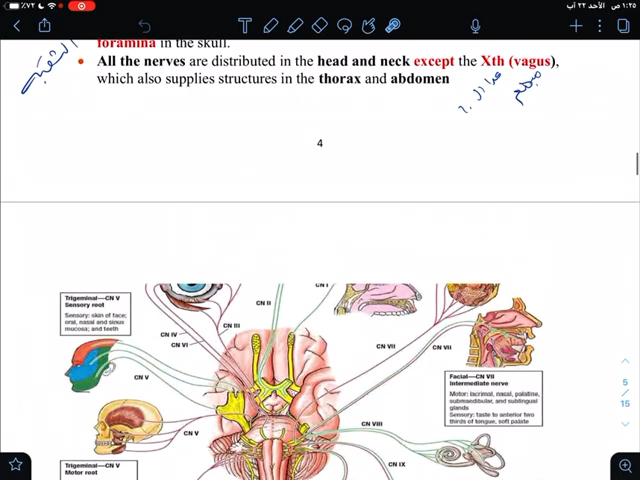 ٪٧٢
١:٢٥ ص الأحد ٢٢ آب
foramina in the skull.
• All the nerves are distributed in the head and neck except the Xth (vagus),
which also supplies structures in the thorax and abdomen
4
Trigeminal—CN V
Sensory root
Sensory: skin of face;
oral, nasal and sinus
mucosa; and teeth
CN I
CN II
CN III
CN IV
CN VI
CN VII
CN VII
CN V
Facial—CN VII
Intermediate nerve
Motor: lacrimal, nasal, palatine,
submandibular, and sublingual
glands
Sensory: taste to anterior two
thirds of tongue, soft palate
CN VIII
CN V
CN IX
Trigeminal—CN V
Motor root
5
/
15